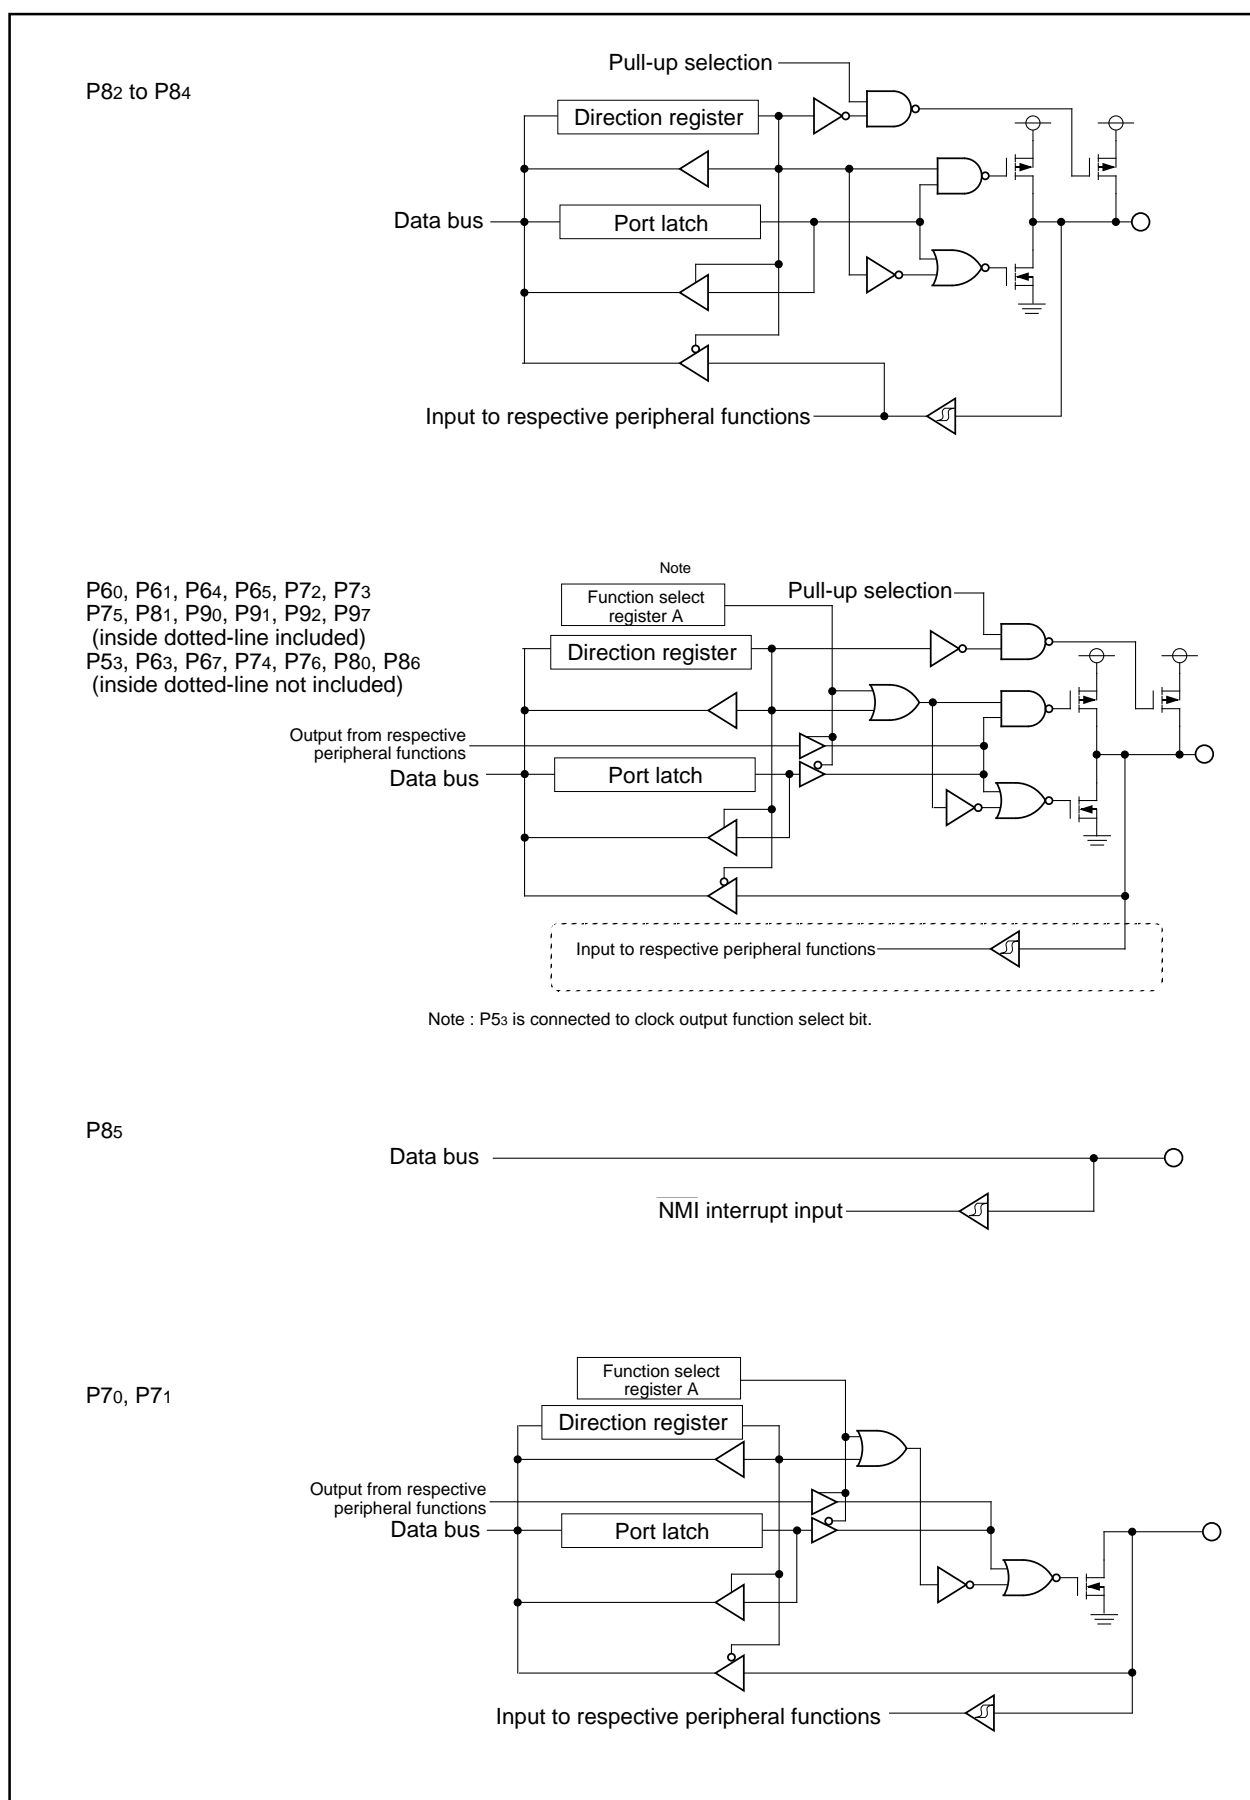 Pull-up selection
P82 to P84
Direction register
Data bus
Port latch
Input to respective peripheral functions
P60, P61, P64, P65, P72, P73
P75, P81, P90, P91, P92, P97
(inside dotted-line included)
P53, P63, P67, P74, P76, P80, P86
(inside dotted-line not included)
Note
Function select
register A
Pull-up selection
Direction register
Output from respective
peripheral functions
Data bus
Port latch
Input to respective peripheral functions
Note : P53 is connected to clock output function select bit.
P85
Data bus
NMI interrupt input
P70, P71
Function select
register A
Direction register
Output from respective
peripheral functions
Data bus
Port latch
Input to respective peripheral functions